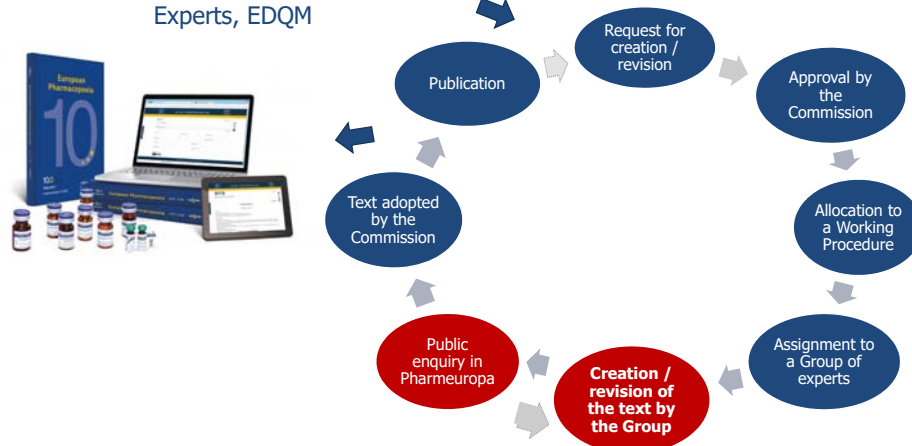 Experts, EDQM
European
Pharmacopoeia
10
10.0
Publication
Request for
creation /
revision
Approval by
the
Commission
Allocation to
a Working
Procedure
Assignment to
a Group of
experts
Creation /
revision of
the text by
the Group
Public
enquiry in
Pharmeuropa
Text adopted
by the
Commission